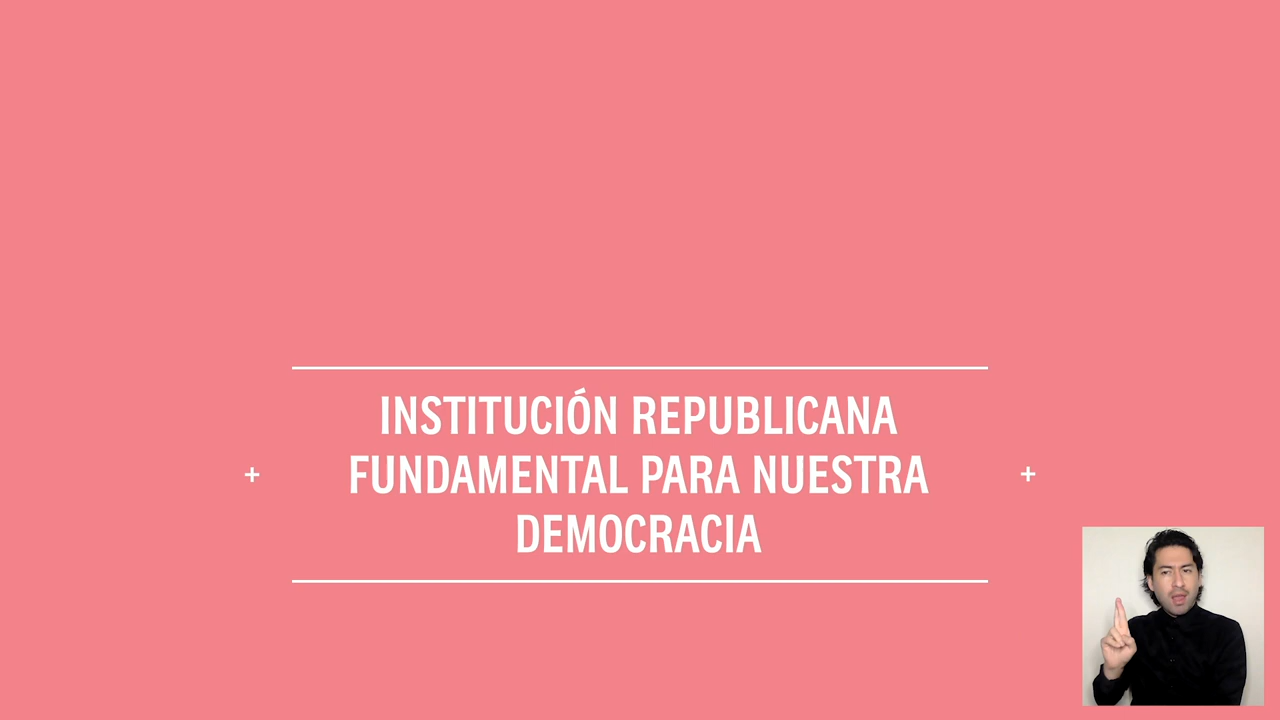 INSTITUCIÓN REPUBLICANA
+ FUNDAMENTAL PARA NUESTRA +
DEMOCRACIA